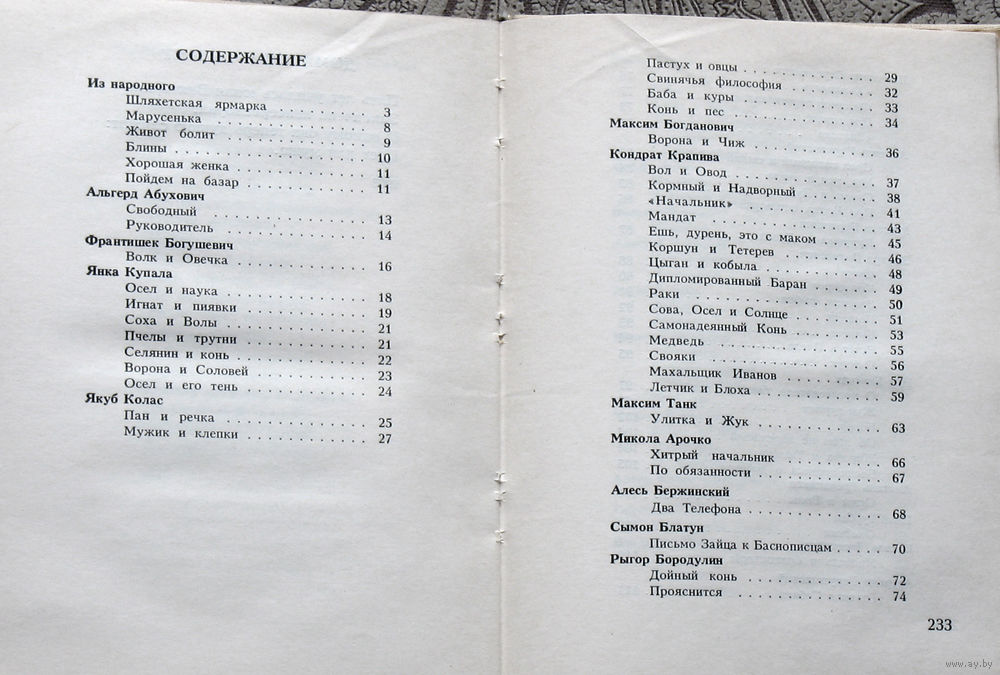 СОДЕРЖАНИЕ
Из народного
Шляхетская ярмарка . . . . . . . . . 3
Марусенька . . . . . . . . . . . . 8
Живот болит . . . . . . . . . . . 9
Блины . . . . . . . . . . . . . . 10
Хорошая женка . . . . . . . . . . 11
Пойдем на базар . . . . . . . . . 11
Альгерд Абухович
Свободный . . . . . . . . . . . . 13
Руководитель . . . . . . . . . . . 14
Франтишек Богушевич
Волк и Овечка . . . . . . . . . . 16
Янка Купала
Осел и наука . . . . . . . . . . . 18
Игнат и пиявки . . . . . . . . . . 19
Соха и Волы . . . . . . . . . . . 21
Пчелы и трутни . . . . . . . . . . 21
Селянин и конь . . . . . . . . . . 22
Ворона и Соловей . . . . . . . . . 23
Осел и его тень . . . . . . . . . . 24
Якуб Колас
Пан и речка . . . . . . . . . . . 25
Мужик и клепки . . . . . . . . . . 27
Пастух и овцы . . . . . . . . . . 29
Свинячья философия . . . . . . . . 32
Баба и куры . . . . . . . . . . . 33
Конь и пес . . . . . . . . . . . . 34
Максим Богданович
Ворона и Чиж . . . . . . . . . . . 36
Кондрат Крапива
Вол и Овод . . . . . . . . . . . . 37
Кормный и Надворный . . . . . . . 38
«Начальник» . . . . . . . . . . . 41
Мандат . . . . . . . . . . . . . 43
Ешь, дурень, это с маком . . . . . 45
Коршун и Тетерев . . . . . . . . . 46
Цыган и кобыла . . . . . . . . . . 48
Дипломированный Баран . . . . . . 49
Раки . . . . . . . . . . . . . . 50
Сова, Осел и Солнце . . . . . . . . 51
Самонадеянный Конь . . . . . . . . 53
Медведь . . . . . . . . . . . . . 55
Свояки . . . . . . . . . . . . . 56
Махальщик Иванов . . . . . . . . . 57
Летчик и Блоха . . . . . . . . . . 59
Максим Танк
Улитка и Жук . . . . . . . . . . . 63
Микола Арочко
Хитрый начальник . . . . . . . . . 66
По обязанности . . . . . . . . . . 67
Алесь Бержинский
Два Телефона . . . . . . . . . . . 68
Сымон Блатун
Письмо Зайца к Баснописцам . . . . . 70
Рыгор Бородулин
Дойный конь . . . . . . . . . . . 72
Прояснится . . . . . . . . . . . . 74
233
www.ay.by